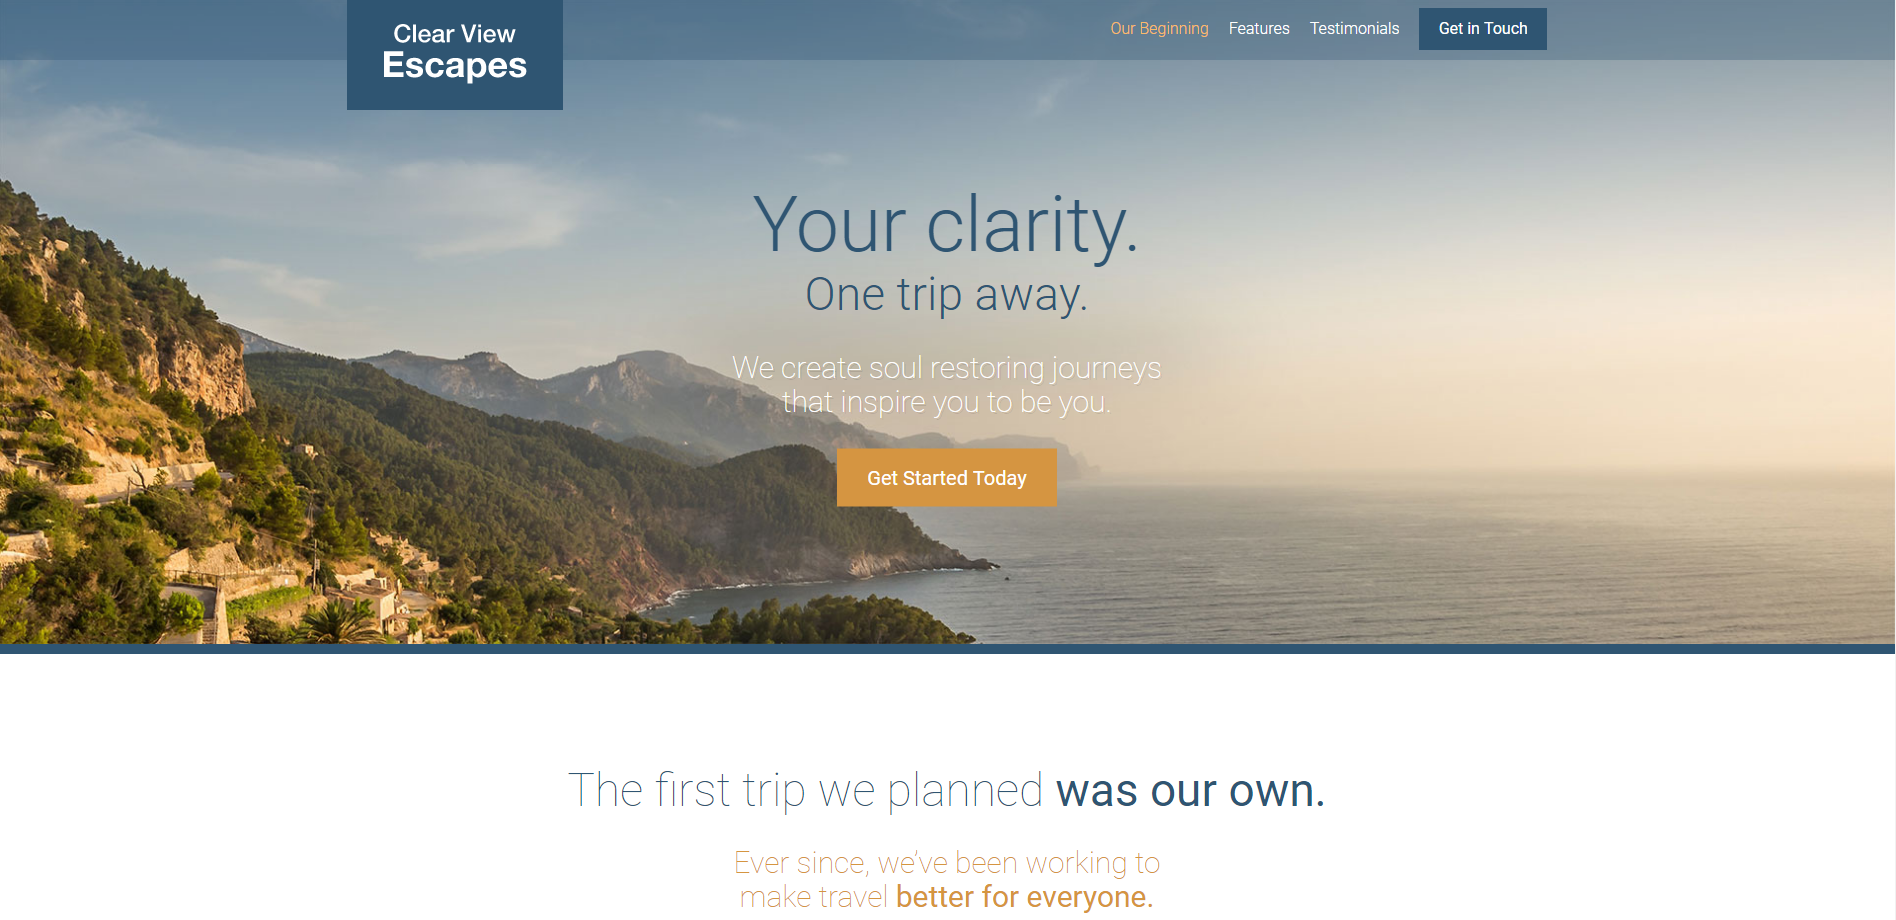 Clear View
Escapes
Our Beginning
Features
Testimonials
Get in Touch
Your clarity.
One trip away.
We create soul restoring journeys
that inspire you to be you.
Get Started Today
The first trip we planned was our own.
Ever since, we’ve been working to
make travel better for everyone.